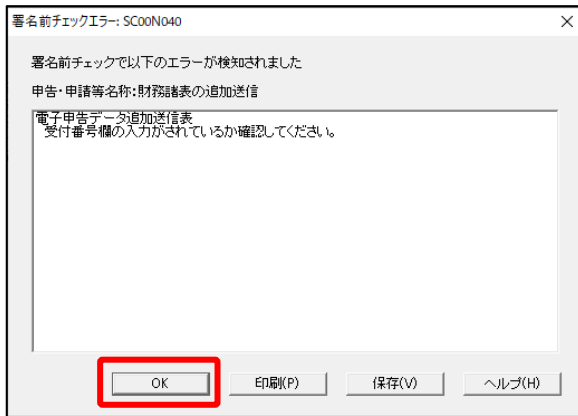 署名前チェックエラー: SC00N040
署名前チェックで以下のエラーが検知されました
申告・申請等名称:財務諸表の追加送信
電子申告データ追加送信表
受付番号欄の入力がされているか確認してください。
OK 印刷(P) 保存(V) ヘルプ(H)